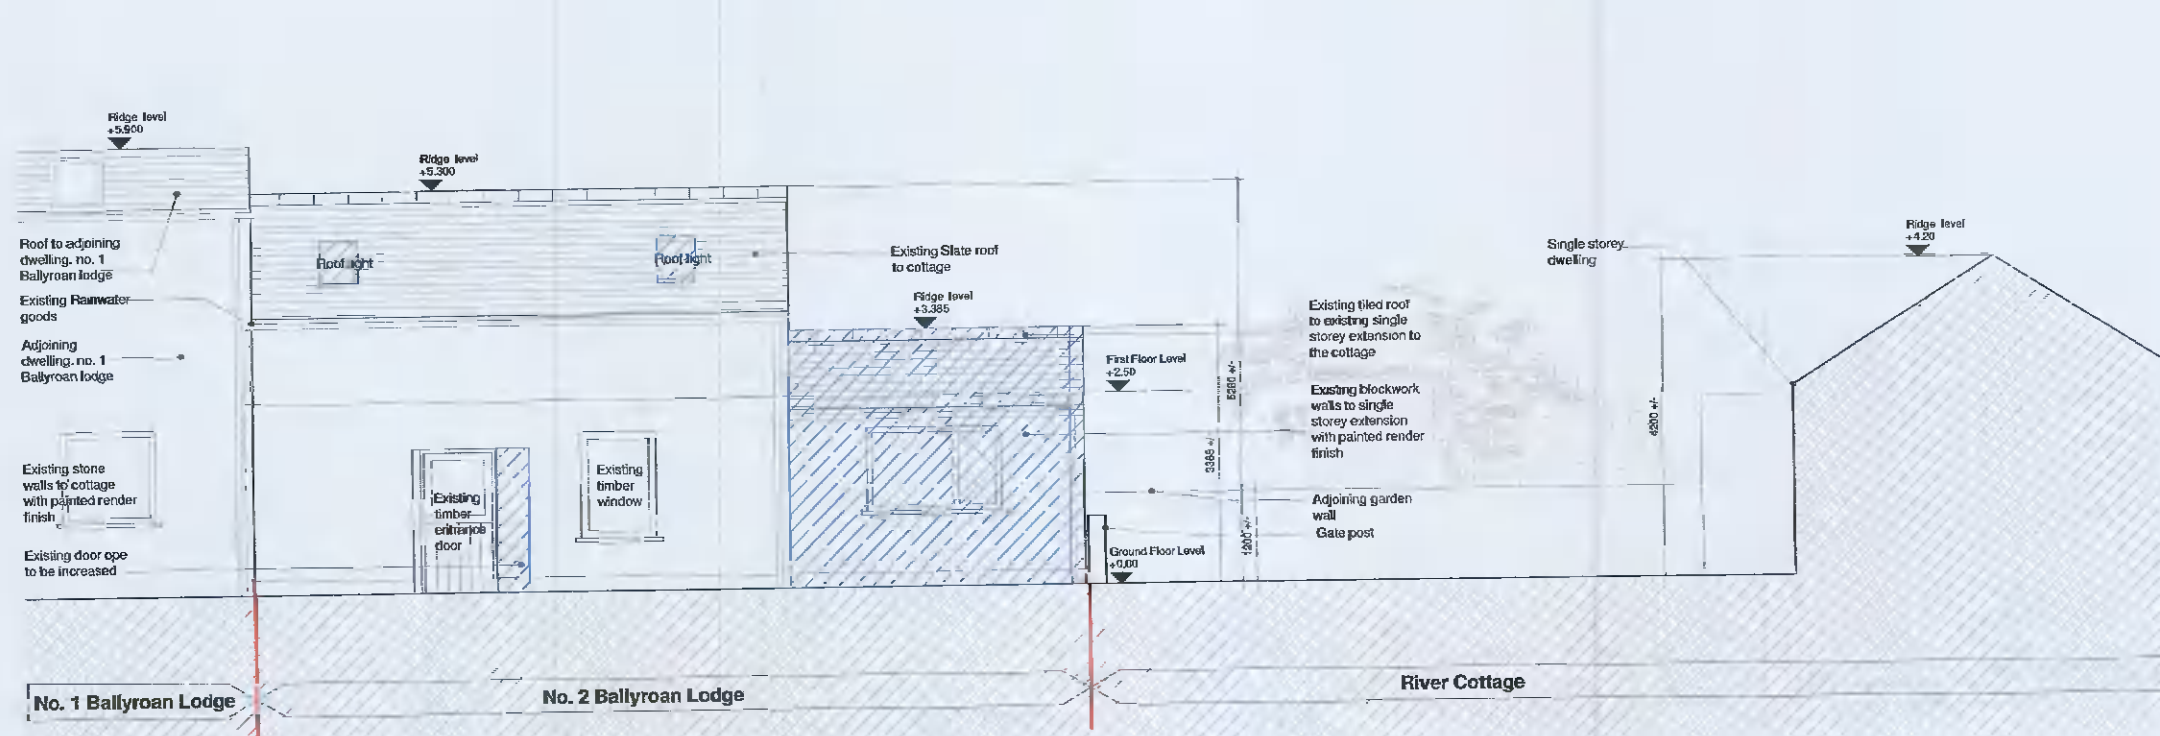 Ridge level
+5.900
Ridge level
+5.300
Roof to adjoining
dwelling. no. 1
Ballyroan lodge
Existing Rainwater
goods
Adjoining
dwelling. no. 1
Ballyroan lodge
Existing stone
walls to cottage
with painted render
finish
Existing door ope
to be increased
Roof light
Roof light
Existing
timber
entrance
door
Existing
timber
window
Existing Slate roof
to cottage
Ridge level
+3.385
First Floor Level
+2.50
Ground Floor Level
+0.00
3385 +/-
5280 +/-
1200 +/-
Existing tiled roof
to existing single
storey extension to
the cottage
Existing blockwork
walls to single
storey extension
with painted render
finish
Adjoining garden
wall
Gate post
Single storey
dwelling
4200 +/-
Ridge level
+4.20
No. 1 Ballyroan Lodge
No. 2 Ballyroan Lodge
River Cottage